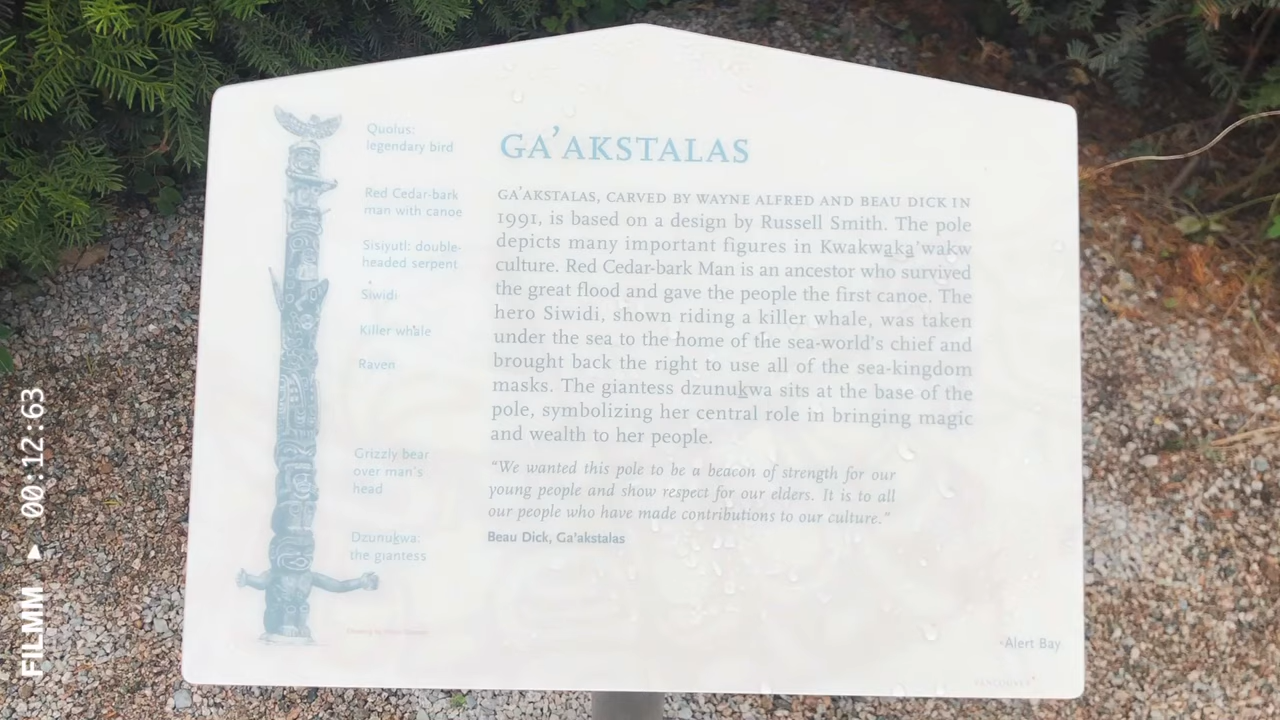 GA'AKSTALAS
Quolus:
legendary bird
Red Cedar-bark
man with canoe
Sisiyutl: double-
headed serpent
Siwidi
Killer whale
Raven
Grizzly bear
over man's
head
Dzunuḵwa:
the giantess
GA'AKSTALAS, CARVED BY WAYNE ALFRED AND BEAU DICK IN
1991, is based on a design by Russell Smith. The pole
depicts many important figures in Kwakwa̱ka̱'wakw
culture. Red Cedar-bark Man is an ancestor who survived
the great flood and gave the people the first canoe. The
hero Siwidi, shown riding a killer whale, was taken
under the sea to the home of the sea-world's chief and
brought back the right to use all of the sea-kingdom
masks. The giantess dzunuḵwa sits at the base of the
pole, symbolizing her central role in bringing magic
and wealth to her people.
"We wanted this pole to be a beacon of strength for our
young people and show respect for our elders. It is to all
our people who have made contributions to our culture."
Beau Dick, Ga'akstalas
-Alert Bay
VANCOUVER
FILMM ▶ 00:12:63